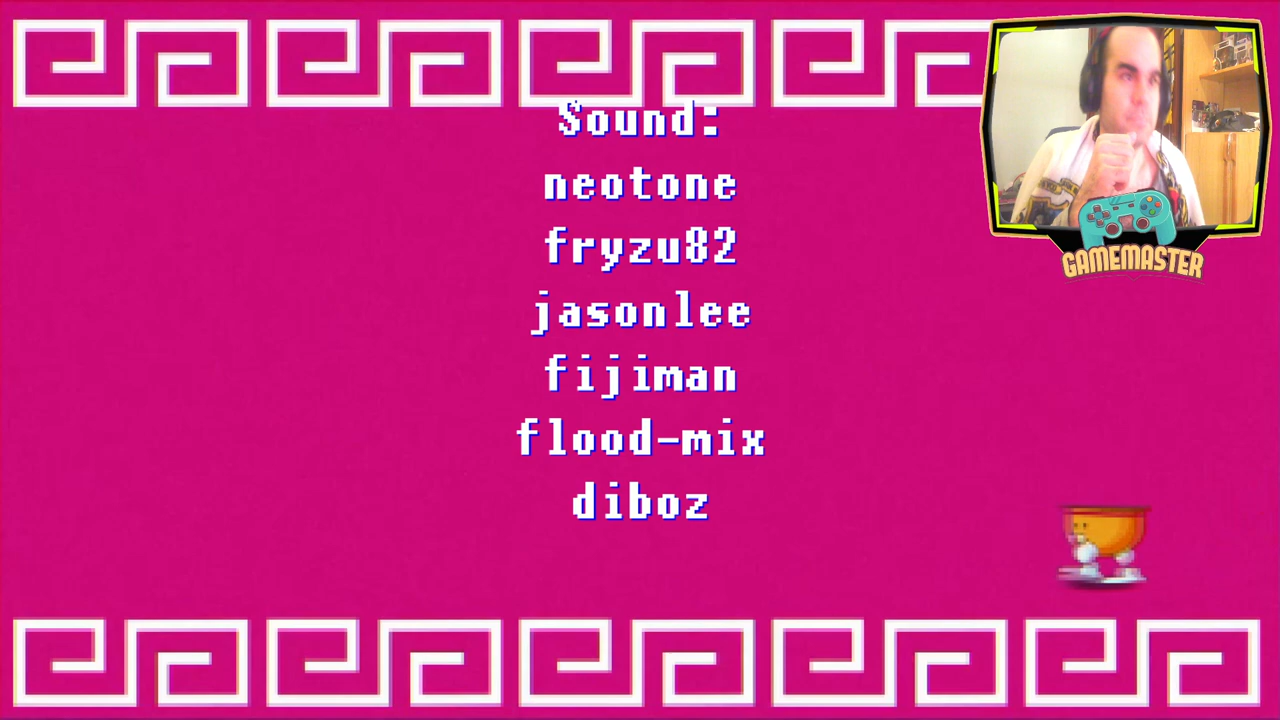 Sound:
neotone
fryzu82
jasonlee
fijiman
flood-mix
diboz
GAMEMASTER